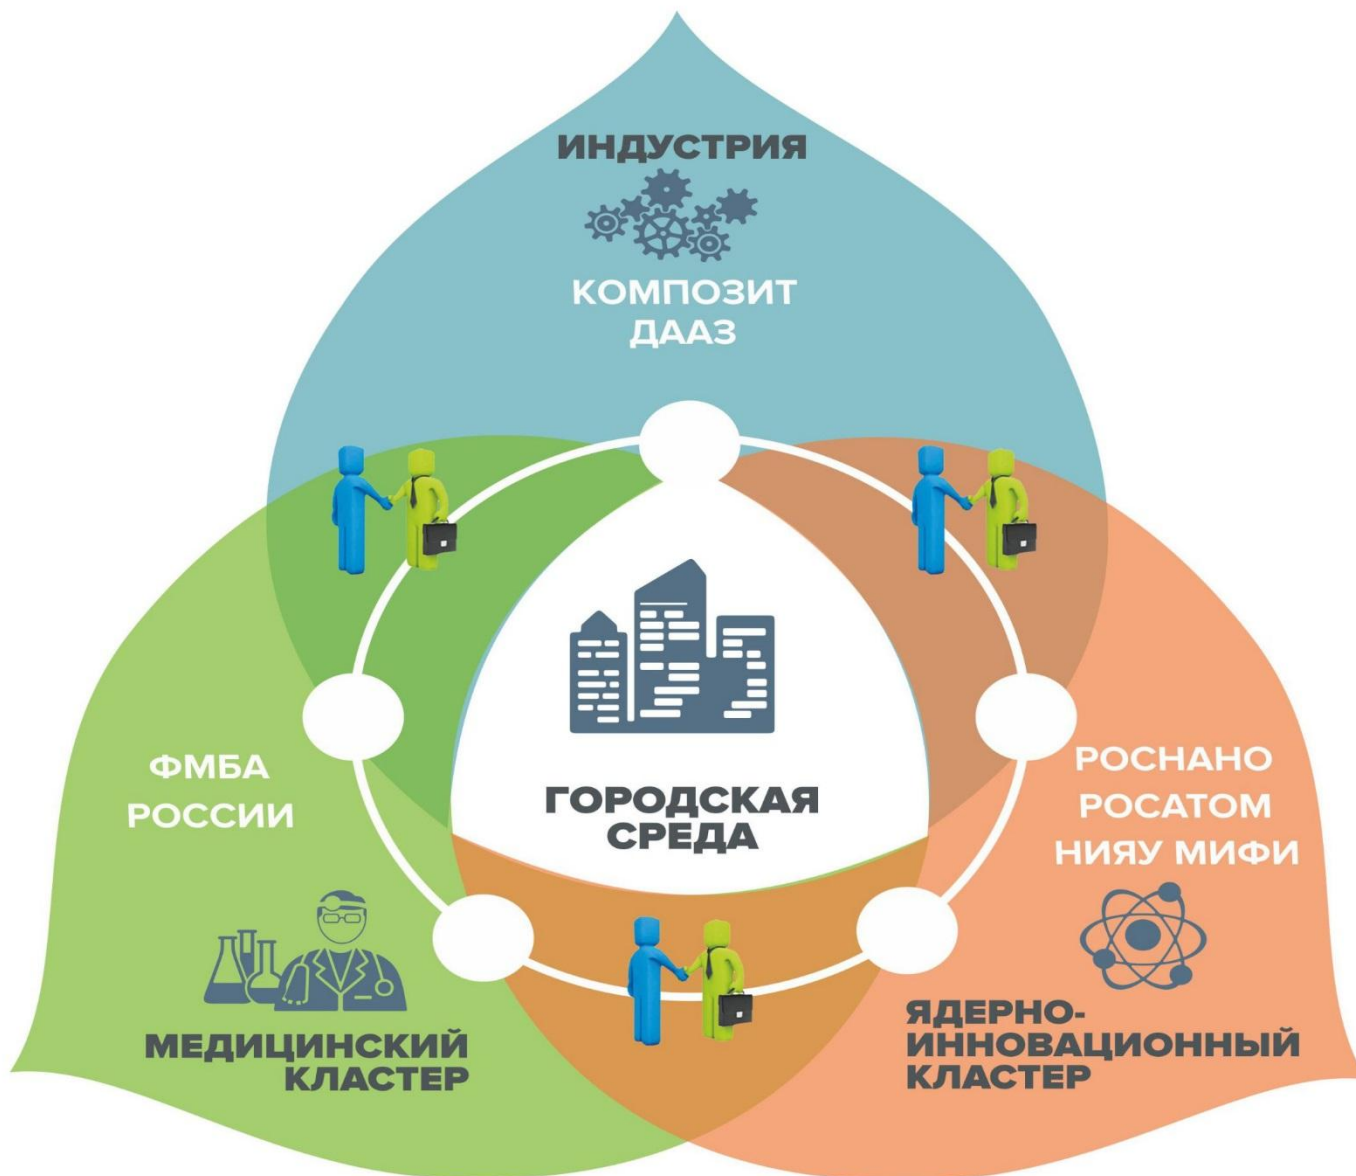 ИНДУСТРИЯ
КОМПОЗИТ
ДААЗ
ГОРОДСКАЯ
СРЕДА
ФМБА
РОССИИ
МЕДИЦИНСКИЙ
КЛАСТЕР
РОСНАНО
РОСАТОМ
НИЯУ МИФИ
ЯДЕРНО-
ИННОВАЦИОННЫЙ
КЛАСТЕР